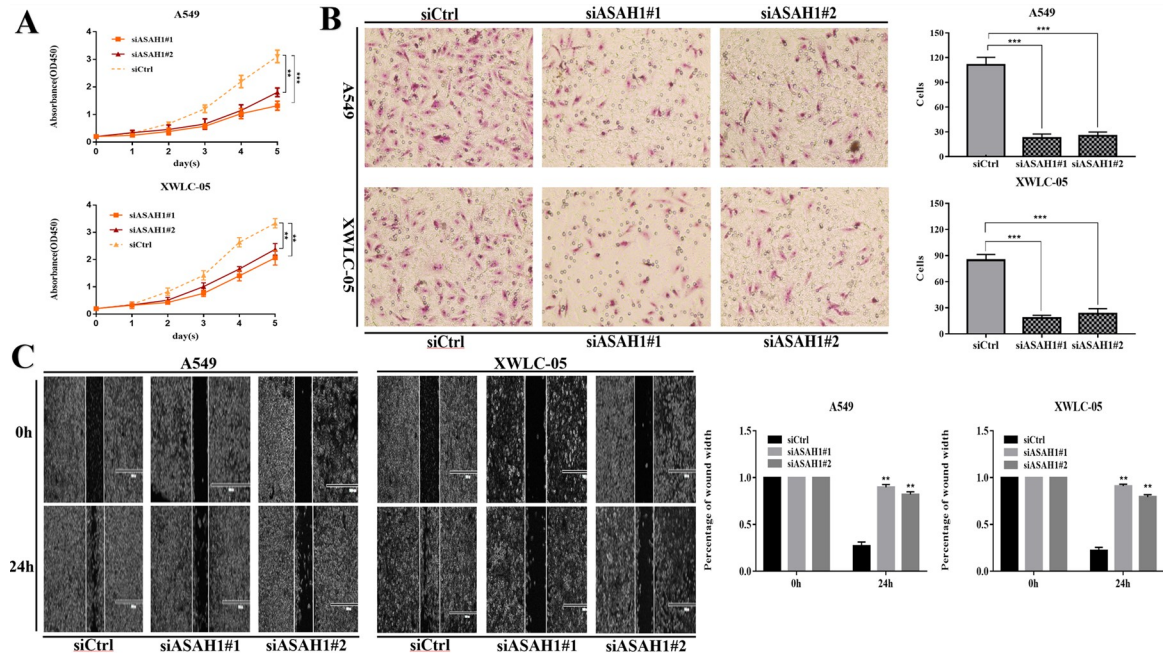 A
A549
siASAH1#1
siASAH1#2
siCtrl
Absorbance(OD450)
4
3
2
1
0
0 1 2 3 4 5
day(s)
**
***
XWLC-05
siASAH1#1
siASAH1#2
siCtrl
Absorbance(OD450)
4
3
2
1
0
0 1 2 3 4 5
day(s)
**
**
B
siCtrl siASAH1#1 siASAH1#2
A549
XWLC-05
siCtrl siASAH1#1 siASAH1#2
A549
Cells
150
120
90
60
30
0
***
***
siCtrl siASAH1#1 siASAH1#2
XWLC-05
Cells
120
90
60
30
0
***
***
siCtrl siASAH1#1 siASAH1#2
C
A549 XWLC-05
0h
24h
siCtrl siASAH1#1 siASAH1#2 siCtrl siASAH1#1 siASAH1#2
A549
Percentage of wound width
1.5
1.0
0.5
0.0
siCtrl
siASAH1#1
siASAH1#2
** **
0h 24h
XWLC-05
Percentage of wound width
1.5
1.0
0.5
0.0
siCtrl
siASAH1#1
siASAH1#2
** **
0h 24h